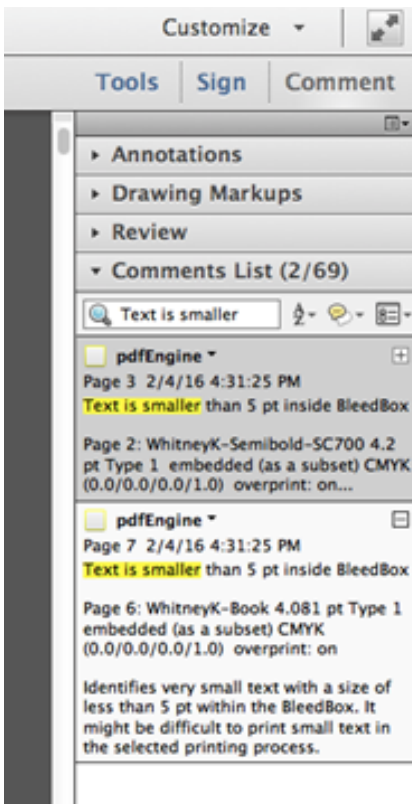 Customize
Tools Sign Comment
Annotations
Drawing Markups
Review
Comments List (2/69)
Text is smaller
pdfEngine
Page 3 2/4/16 4:31:25 PM
Text is smaller than 5 pt inside BleedBox
Page 2: WhitneyK-Semibold-SC700 4.2
pt Type 1 embedded (as a subset) CMYK
(0.0/0.0/0.0/1.0) overprint: on...
pdfEngine
Page 7 2/4/16 4:31:25 PM
Text is smaller than 5 pt inside BleedBox
Page 6: WhitneyK-Book 4.081 pt Type 1
embedded (as a subset) CMYK
(0.0/0.0/0.0/1.0) overprint: on
Identifies very small text with a size of
less than 5 pt within the BleedBox. It
might be difficult to print small text in
the selected printing process.